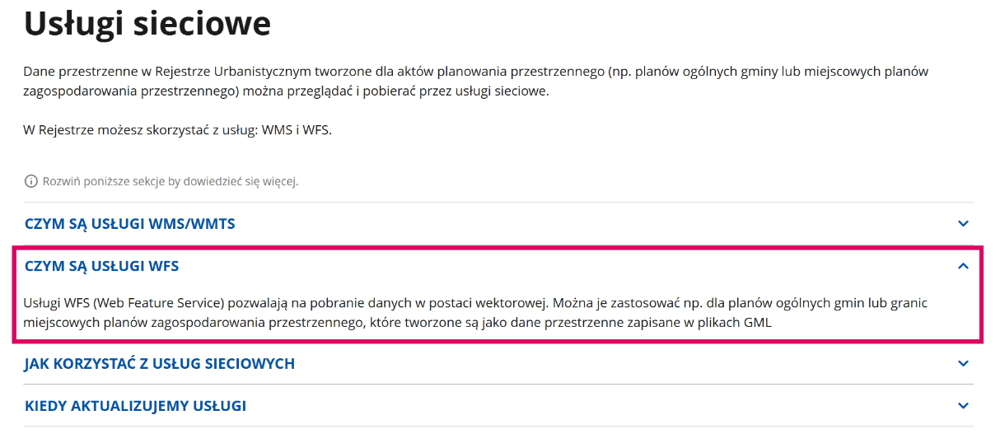 Usługi sieciowe
Dane przestrzenne w Rejestrze Urbanistycznym tworzone dla aktów planowania przestrzennego (np. planów ogólnych gminy lub miejscowych planów
zagospodarowania przestrzennego) można przeglądać i pobierać przez usługi sieciowe.
W Rejestrze możesz skorzystać z usług: WMS i WFS.
Rozwiń poniższe sekcje by dowiedzieć się więcej.
CZYM SĄ USŁUGI WMS/WMTS
CZYM SĄ USŁUGI WFS
Usługi WFS (Web Feature Service) pozwalają na pobranie danych w postaci wektorowej. Można je zastosować np. dla planów ogólnych gmin lub granic
miejscowych planów zagospodarowania przestrzennego, które tworzone są jako dane przestrzenne zapisane w plikach GML
JAK KORZYSTAĆ Z USŁUG SIECIOWYCH
KIEDY AKTUALIZUJEMY USŁUGI